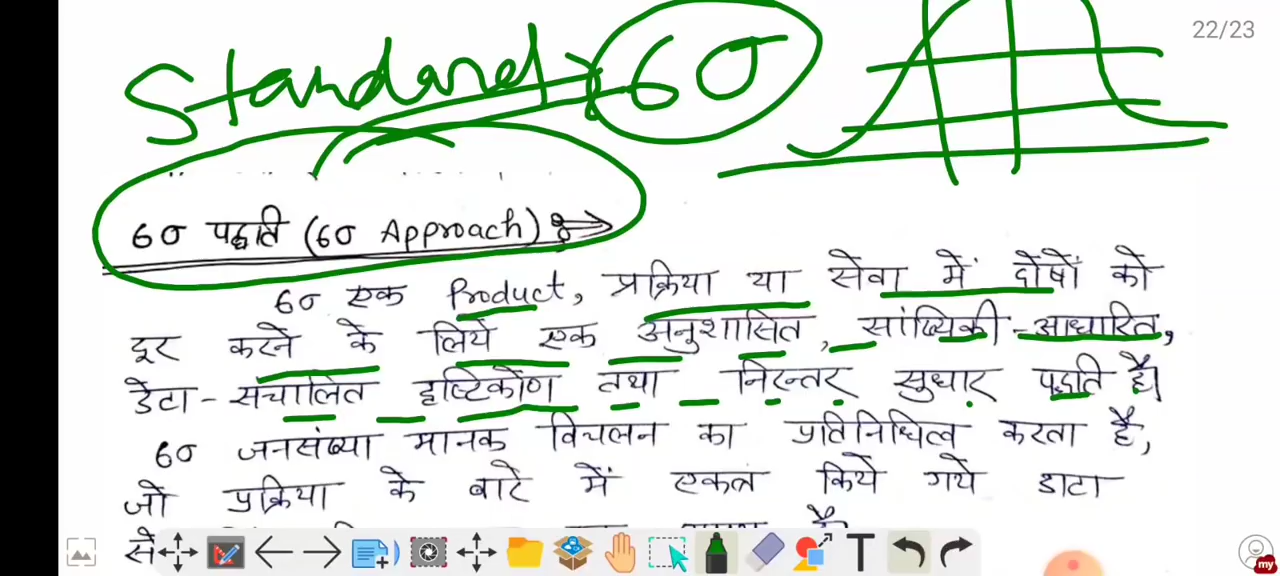 22/23
Standard 6σ
6σ पद्धति (6σ Approach)
6σ एक Product, प्रक्रिया या सेवा में दोषों को
दूर करने के लिये एक अनुशासित, सांख्यिकी-आधारित,
डेटा-संचालित दृष्टिकोण तथा निरन्तर सुधार पद्धति है।
6σ जनसंख्या मानक विचलन का प्रतिनिधित्व करता है,
जो प्रक्रिया के बारे में एकत्र किये गये डाटा
से है।
T
my